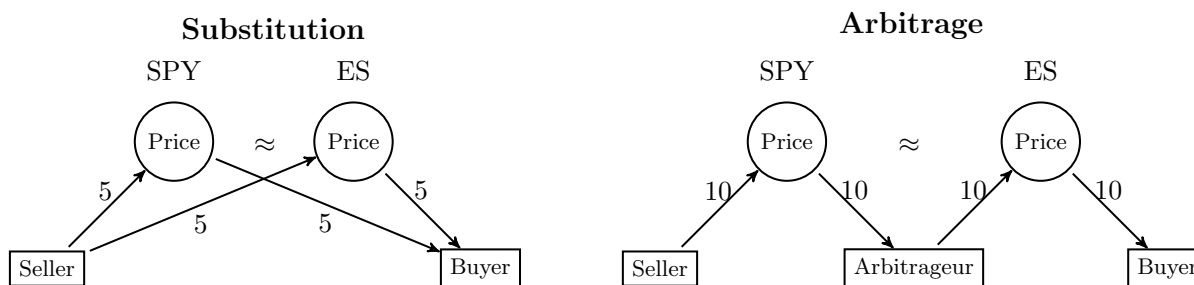 Substitution
SPY ES
Price ≈ Price
5 5
5 5
Seller Buyer
Arbitrage
SPY ES
Price ≈ Price
10 10 10 10
Seller Arbitrageur Buyer